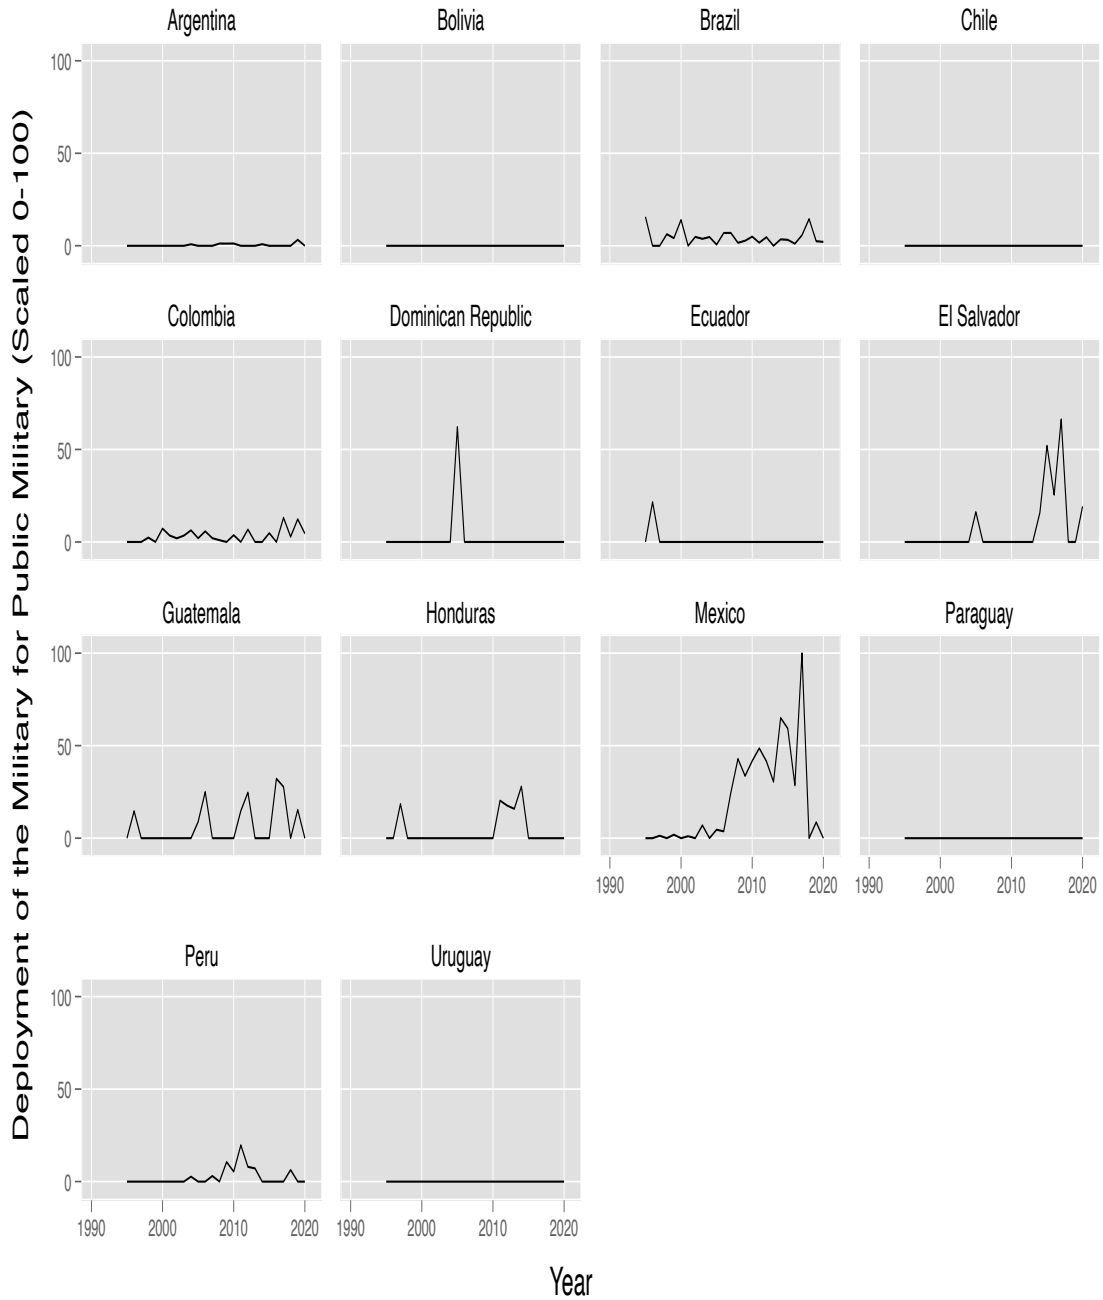 Argentina Bolivia Brazil Chile
100
50
0
Colombia Dominican Republic Ecuador El Salvador
100
50
0
Guatemala Honduras Mexico Paraguay
100
50
0
1990 2000 2010 2020 1990 2000 2010 2020
Peru Uruguay
100
50
0
1990 2000 2010 2020 1990 2000 2010 2020
Year
Deployment of the Military for Public Military (Scaled 0-100)